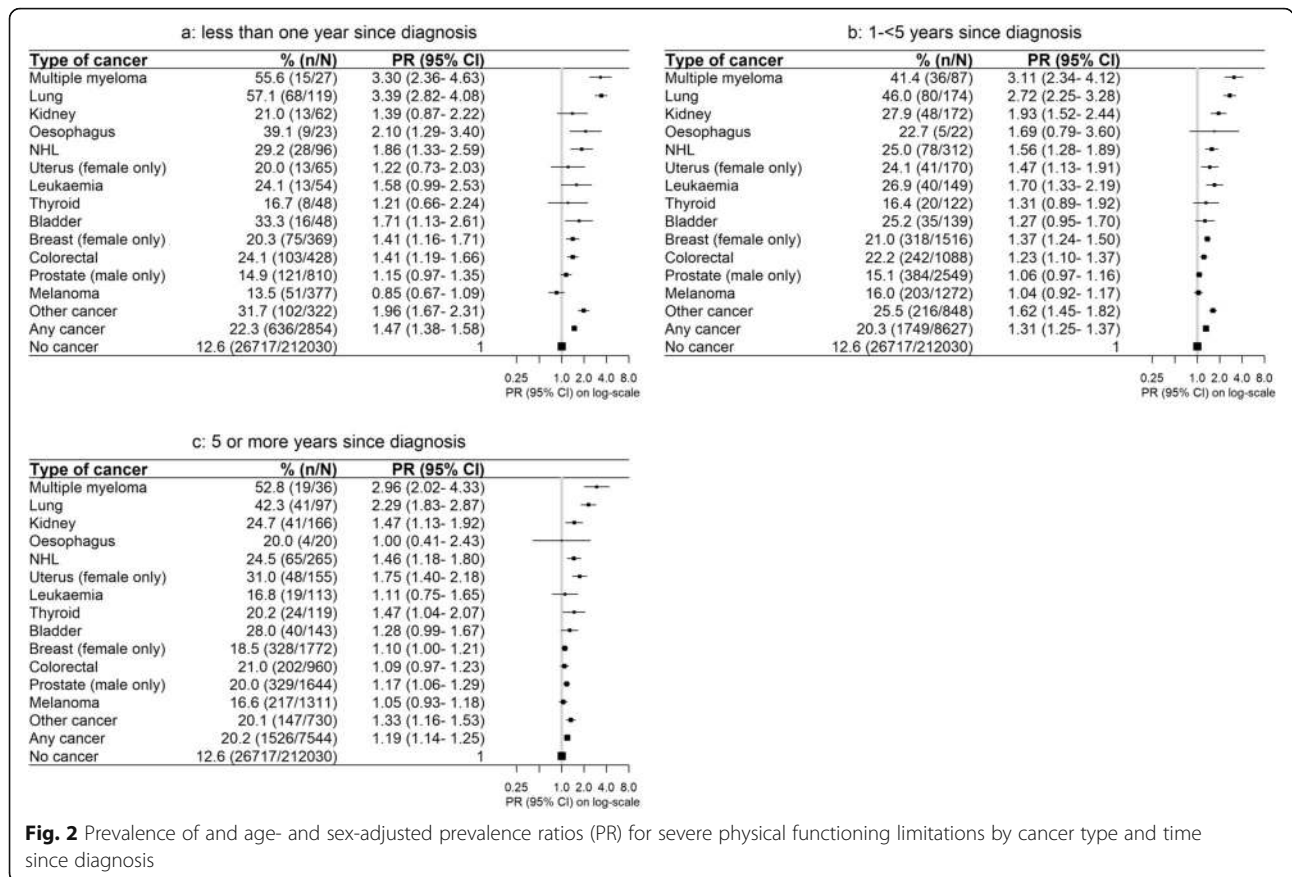 a: less than one year since diagnosis
Type of cancer % (n/N) PR (95% CI)
Multiple myeloma 55.6 (15/27) 3.30 (2.36- 4.63)
Lung 57.1 (68/119) 3.39 (2.82- 4.08)
Kidney 21.0 (13/62) 1.39 (0.87- 2.22)
Oesophagus 39.1 (9/23) 2.10 (1.29- 3.40)
NHL 29.2 (28/96) 1.86 (1.33- 2.59)
Uterus (female only) 20.0 (13/65) 1.22 (0.73- 2.03)
Leukaemia 24.1 (13/54) 1.58 (0.99- 2.53)
Thyroid 16.7 (8/48) 1.21 (0.66- 2.24)
Bladder 33.3 (16/48) 1.71 (1.13- 2.61)
Breast (female only) 20.3 (75/369) 1.41 (1.16- 1.71)
Colorectal 24.1 (103/428) 1.41 (1.19- 1.66)
Prostate (male only) 14.9 (121/810) 1.15 (0.97- 1.35)
Melanoma 13.5 (51/377) 0.85 (0.67- 1.09)
Other cancer 31.7 (102/322) 1.96 (1.67- 2.31)
Any cancer 22.3 (636/2854) 1.47 (1.38- 1.58)
No cancer 12.6 (26717/212030) 1
0.25 1.0 2.0 4.0 8.0
PR (95% CI) on log-scale
b: 1-<5 years since diagnosis
Type of cancer % (n/N) PR (95% CI)
Multiple myeloma 41.4 (36/87) 3.11 (2.34- 4.12)
Lung 46.0 (80/174) 2.72 (2.25- 3.28)
Kidney 27.9 (48/172) 1.93 (1.52- 2.44)
Oesophagus 22.7 (5/22) 1.69 (0.79- 3.60)
NHL 25.0 (78/312) 1.56 (1.28- 1.89)
Uterus (female only) 24.1 (41/170) 1.47 (1.13- 1.91)
Leukaemia 26.9 (40/149) 1.70 (1.33- 2.19)
Thyroid 16.4 (20/122) 1.31 (0.89- 1.92)
Bladder 25.2 (35/139) 1.27 (0.95- 1.70)
Breast (female only) 21.0 (318/1516) 1.37 (1.24- 1.50)
Colorectal 22.2 (242/1088) 1.23 (1.10- 1.37)
Prostate (male only) 15.1 (384/2549) 1.06 (0.97- 1.16)
Melanoma 16.0 (203/1272) 1.04 (0.92- 1.17)
Other cancer 25.5 (216/848) 1.62 (1.45- 1.82)
Any cancer 20.3 (1749/8627) 1.31 (1.25- 1.37)
No cancer 12.6 (26717/212030) 1
0.25 1.0 2.0 4.0 8.0
PR (95% CI) on log-scale
c: 5 or more years since diagnosis
Type of cancer % (n/N) PR (95% CI)
Multiple myeloma 52.8 (19/36) 2.96 (2.02- 4.33)
Lung 42.3 (41/97) 2.29 (1.83- 2.87)
Kidney 24.7 (41/166) 1.47 (1.13- 1.92)
Oesophagus 20.0 (4/20) 1.00 (0.41- 2.43)
NHL 24.5 (65/265) 1.46 (1.18- 1.80)
Uterus (female only) 31.0 (48/155) 1.75 (1.40- 2.18)
Leukaemia 16.8 (19/113) 1.11 (0.75- 1.65)
Thyroid 20.2 (24/119) 1.47 (1.04- 2.07)
Bladder 28.0 (40/143) 1.28 (0.99- 1.67)
Breast (female only) 18.5 (328/1772) 1.10 (1.00- 1.21)
Colorectal 21.0 (202/960) 1.09 (0.97- 1.23)
Prostate (male only) 20.0 (329/1644) 1.17 (1.06- 1.29)
Melanoma 16.6 (217/1311) 1.05 (0.93- 1.18)
Other cancer 20.1 (147/730) 1.33 (1.16- 1.53)
Any cancer 20.2 (1526/7544) 1.19 (1.14- 1.25)
No cancer 12.6 (26717/212030) 1
0.25 1.0 2.0 4.0 8.0
PR (95% CI) on log-scale
Fig. 2 Prevalence of and age- and sex-adjusted prevalence ratios (PR) for severe physical functioning limitations by cancer type and time
since diagnosis